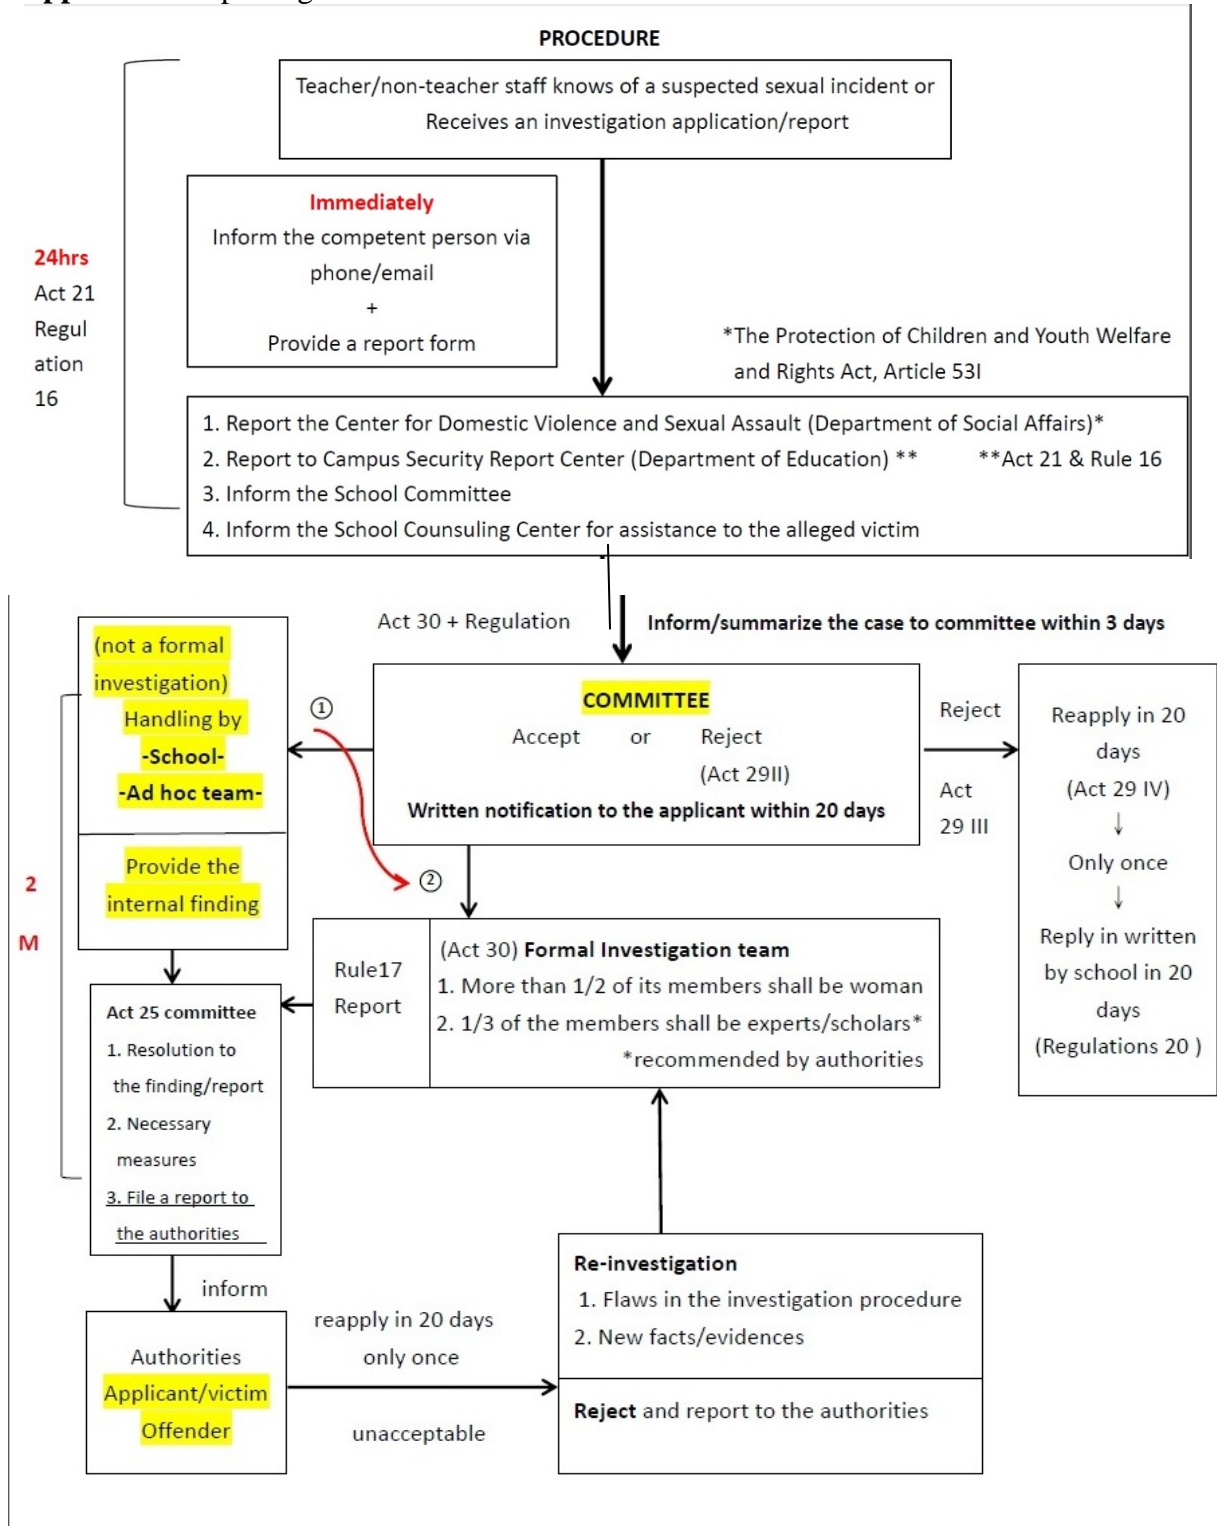 PROCEDURE
Teacher/non-teacher staff knows of a suspected sexual incident or
Receives an investigation application/report
Immediately
Inform the competent person via
phone/email
+
Provide a report form
24hrs
Act 21
Regul
ation
16
*The Protection of Children and Youth Welfare
and Rights Act, Article 53I
1. Report the Center for Domestic Violence and Sexual Assault (Department of Social Affairs)*
2. Report to Campus Security Report Center (Department of Education) ** **Act 21 & Rule 16
3. Inform the School Committee
4. Inform the School Counsuling Center for assistance to the alleged victim
Act 30 + Regulation
Inform/summarize the case to committee within 3 days
(not a formal
investigation)
Handling by
-School-
-Ad hoc team-
Provide the
internal finding
①
COMMITTEE
Accept or Reject
(Act 29II)
Written notification to the applicant within 20 days
Reject
Act
29 III
Reapply in 20
days
(Act 29 IV)
↓
Only once
↓
Reply in written
by school in 20
days
(Regulations 20 )
②
2
M
Rule17
Report
(Act 30) Formal Investigation team
1. More than 1/2 of its members shall be woman
2. 1/3 of the members shall be experts/scholars*
*recommended by authorities
Act 25 committee
1. Resolution to
the finding/report
2. Necessary
measures
3. File a report to
the authorities
inform
Authorities
Applicant/victim
Offender
reapply in 20 days
only once
unacceptable
Re-investigation
1. Flaws in the investigation procedure
2. New facts/evidences
Reject and report to the authorities